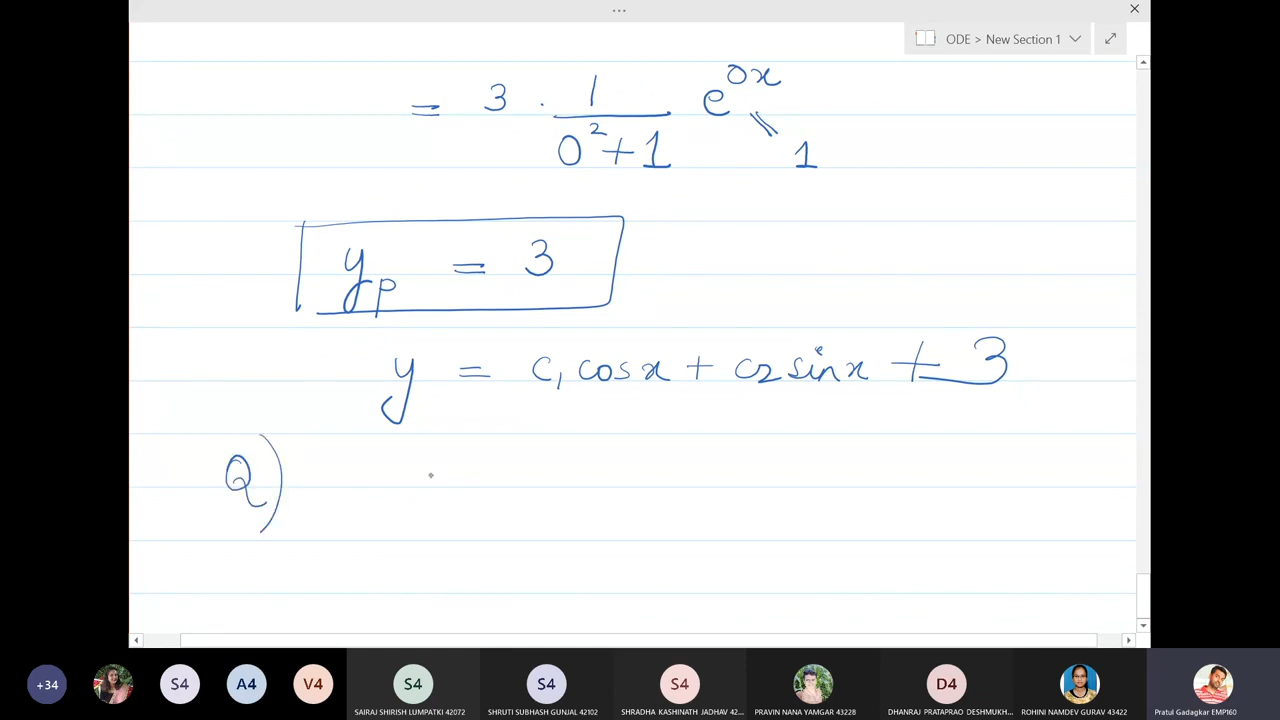 ODE > New Section 1
= 3 . 1/(0²+1) e^0x
1
y_p = 3
y = c₁ cosx + c₂ sinx + 3
Q)
+34
S4
A4
V4
S4
SAIRAJ SHIRISH LUMPATKI 42072
S4
SHRUTI SUBHASH GUNJAL 42102
S4
SHRADHA KASHINATH JADHAV 42...
PRAVIN NANA YAMGAR 43228
D4
DHANRAJ PRATAPRAO DESHMUKH...
ROHINI NAMDEV GURAV 43422
Pratul Gadagkar EMP160